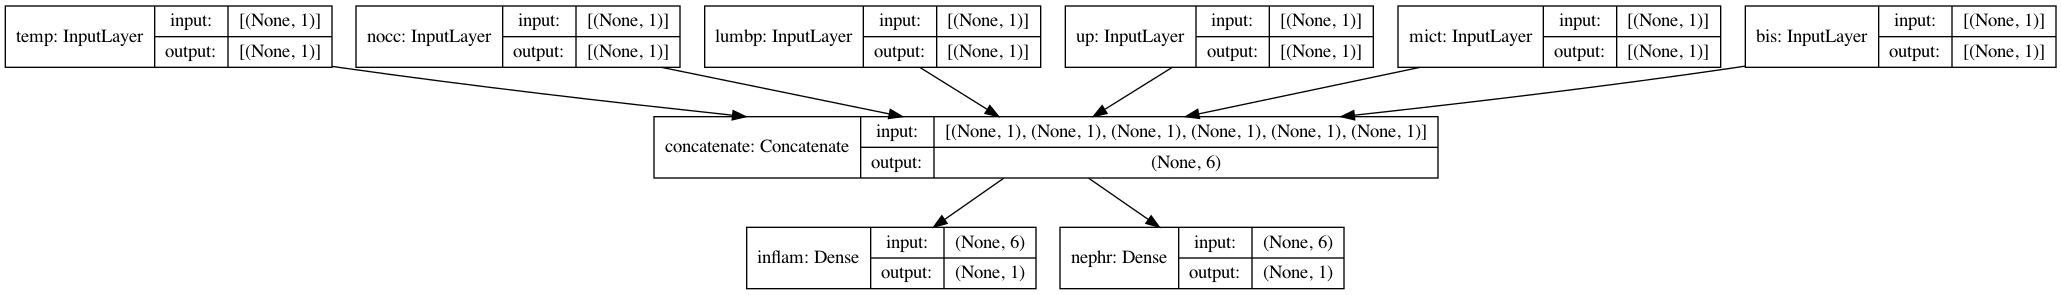 temp: InputLayer
input:
[(None, 1)]
output:
[(None, 1)]
nocc: InputLayer
input:
[(None, 1)]
output:
[(None, 1)]
lumbp: InputLayer
input:
[(None, 1)]
output:
[(None, 1)]
up: InputLayer
input:
[(None, 1)]
output:
[(None, 1)]
mict: InputLayer
input:
[(None, 1)]
output:
[(None, 1)]
bis: InputLayer
input:
[(None, 1)]
output:
[(None, 1)]
concatenate: Concatenate
input:
[(None, 1), (None, 1), (None, 1), (None, 1), (None, 1), (None, 1)]
output:
(None, 6)
inflam: Dense
input:
(None, 6)
output:
(None, 1)
nephr: Dense
input:
(None, 6)
output:
(None, 1)